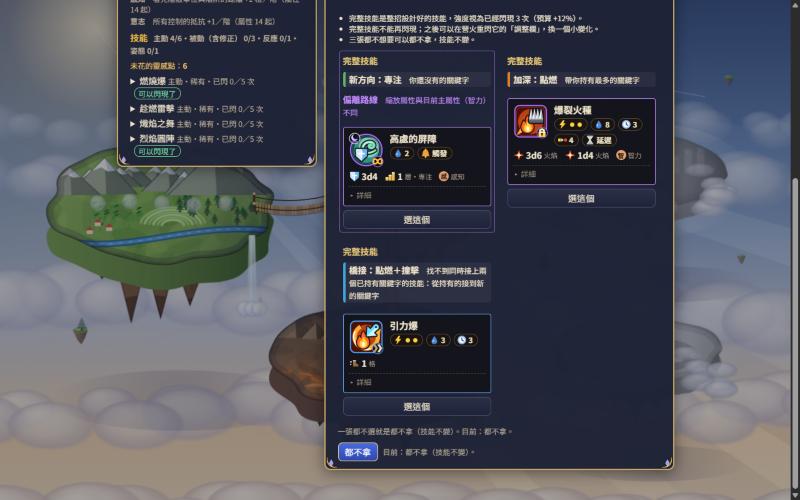 14 起）
意志 所有控制的抵抗 +1／階（屬性 14 起）
技能 主動 4/6・被動（含修正） 0/3・反應 0/1・
姿態 0/1
未花的靈感點：6
▶ 燃燒爆 主動・稀有・已閃 0／5 次
可以閃現了
▶ 趁燃雷擊 主動・稀有・已閃 0／5 次
▶ 熾焰之舞 主動・稀有・已閃 0／5 次
▶ 烈焰圓陣 主動・稀有・已閃 0／5 次
可以閃現了
• 完整技能是整招設計好的技能，強度視為已經閃現 3 次（預算 +12%）。
• 完整技能不能再閃現；之後可以在營火重閃它的「調整欄」，換一個小變化。
• 三張都不想要可以都不拿，技能不變。
完整技能
新方向：專注 你還沒有的關鍵字
偏離路線 縮放屬性與目前主屬性（智力）
不同
高處的屏障
2 觸發
3d4 1 層・專注 感 感知
• 詳細
選這個
完整技能
加深：點燃 帶你持有最多的關鍵字
爆裂火種
8 3
4 延遲
3d6 火焰 1d4 火焰 智 智力
• 詳細
選這個
完整技能
橋接：點燃＋撞擊 找不到同時接上兩
個已持有關鍵字的技能：從持有的接到新
的關鍵字
引力爆
3 3
1 格
• 詳細
選這個
一張都不選就是都不拿（技能不變）。目前：都不拿。
都不拿 目前：都不拿（技能不變）。